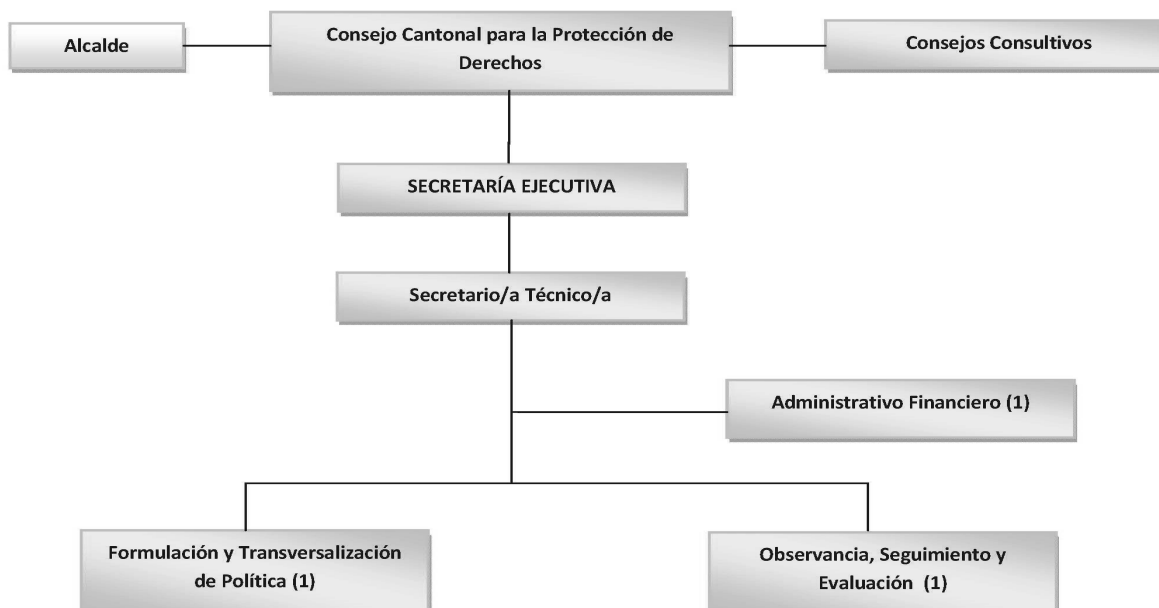 Alcalde
Consejo Cantonal para la Protección de
Derechos
Consejos Consultivos
SECRETARÍA EJECUTIVA
Secretario/a Técnico/a
Administrativo Financiero (1)
Formulación y Transversalización
de Política (1)
Observancia, Seguimiento y
Evaluación (1)